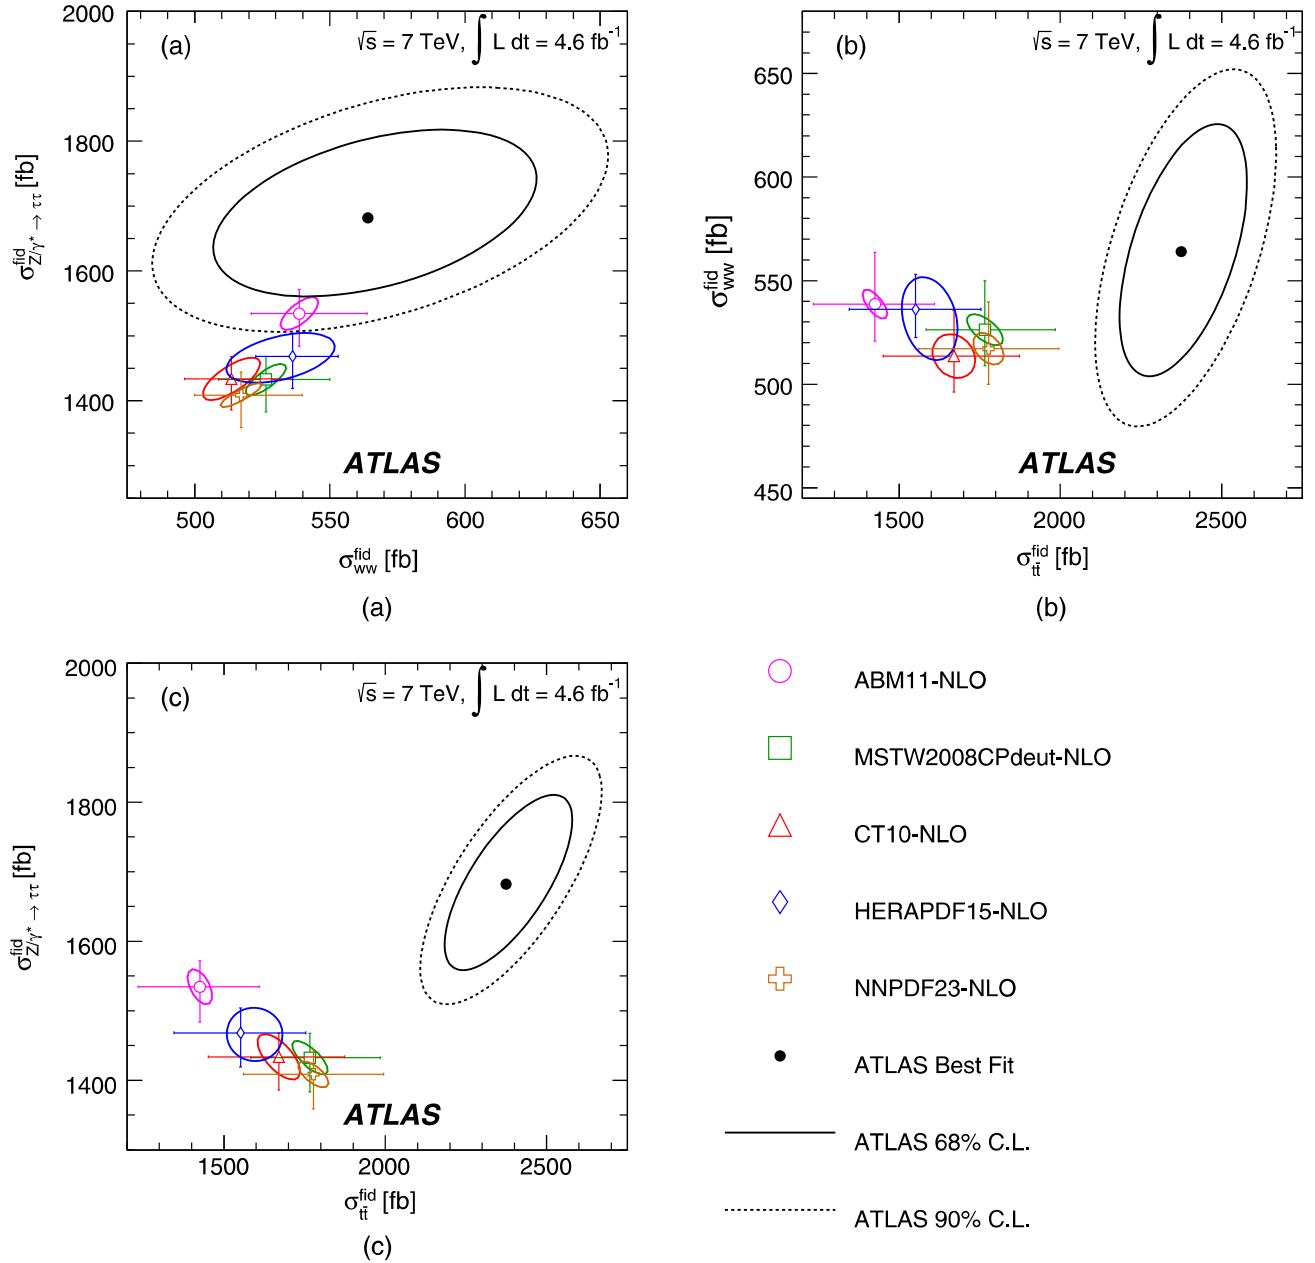 (a)
√s = 7 TeV, ∫ L dt = 4.6 fb⁻¹
2000
1800
1600
1400
σ^fid_Z/γ* → ττ [fb]
ATLAS
500
550
600
650
σ^fid_ww [fb]
(a)
(b)
√s = 7 TeV, ∫ L dt = 4.6 fb⁻¹
650
600
550
500
450
σ^fid_ww [fb]
ATLAS
1500
2000
2500
σ^fid_tt̄ [fb]
(b)
(c)
√s = 7 TeV, ∫ L dt = 4.6 fb⁻¹
2000
1800
1600
1400
σ^fid_Z/γ* → ττ [fb]
ATLAS
1500
2000
2500
σ^fid_tt̄ [fb]
(c)
ABM11-NLO
MSTW2008CPdeut-NLO
CT10-NLO
HERAPDF15-NLO
NNPDF23-NLO
ATLAS Best Fit
ATLAS 68% C.L.
ATLAS 90% C.L.